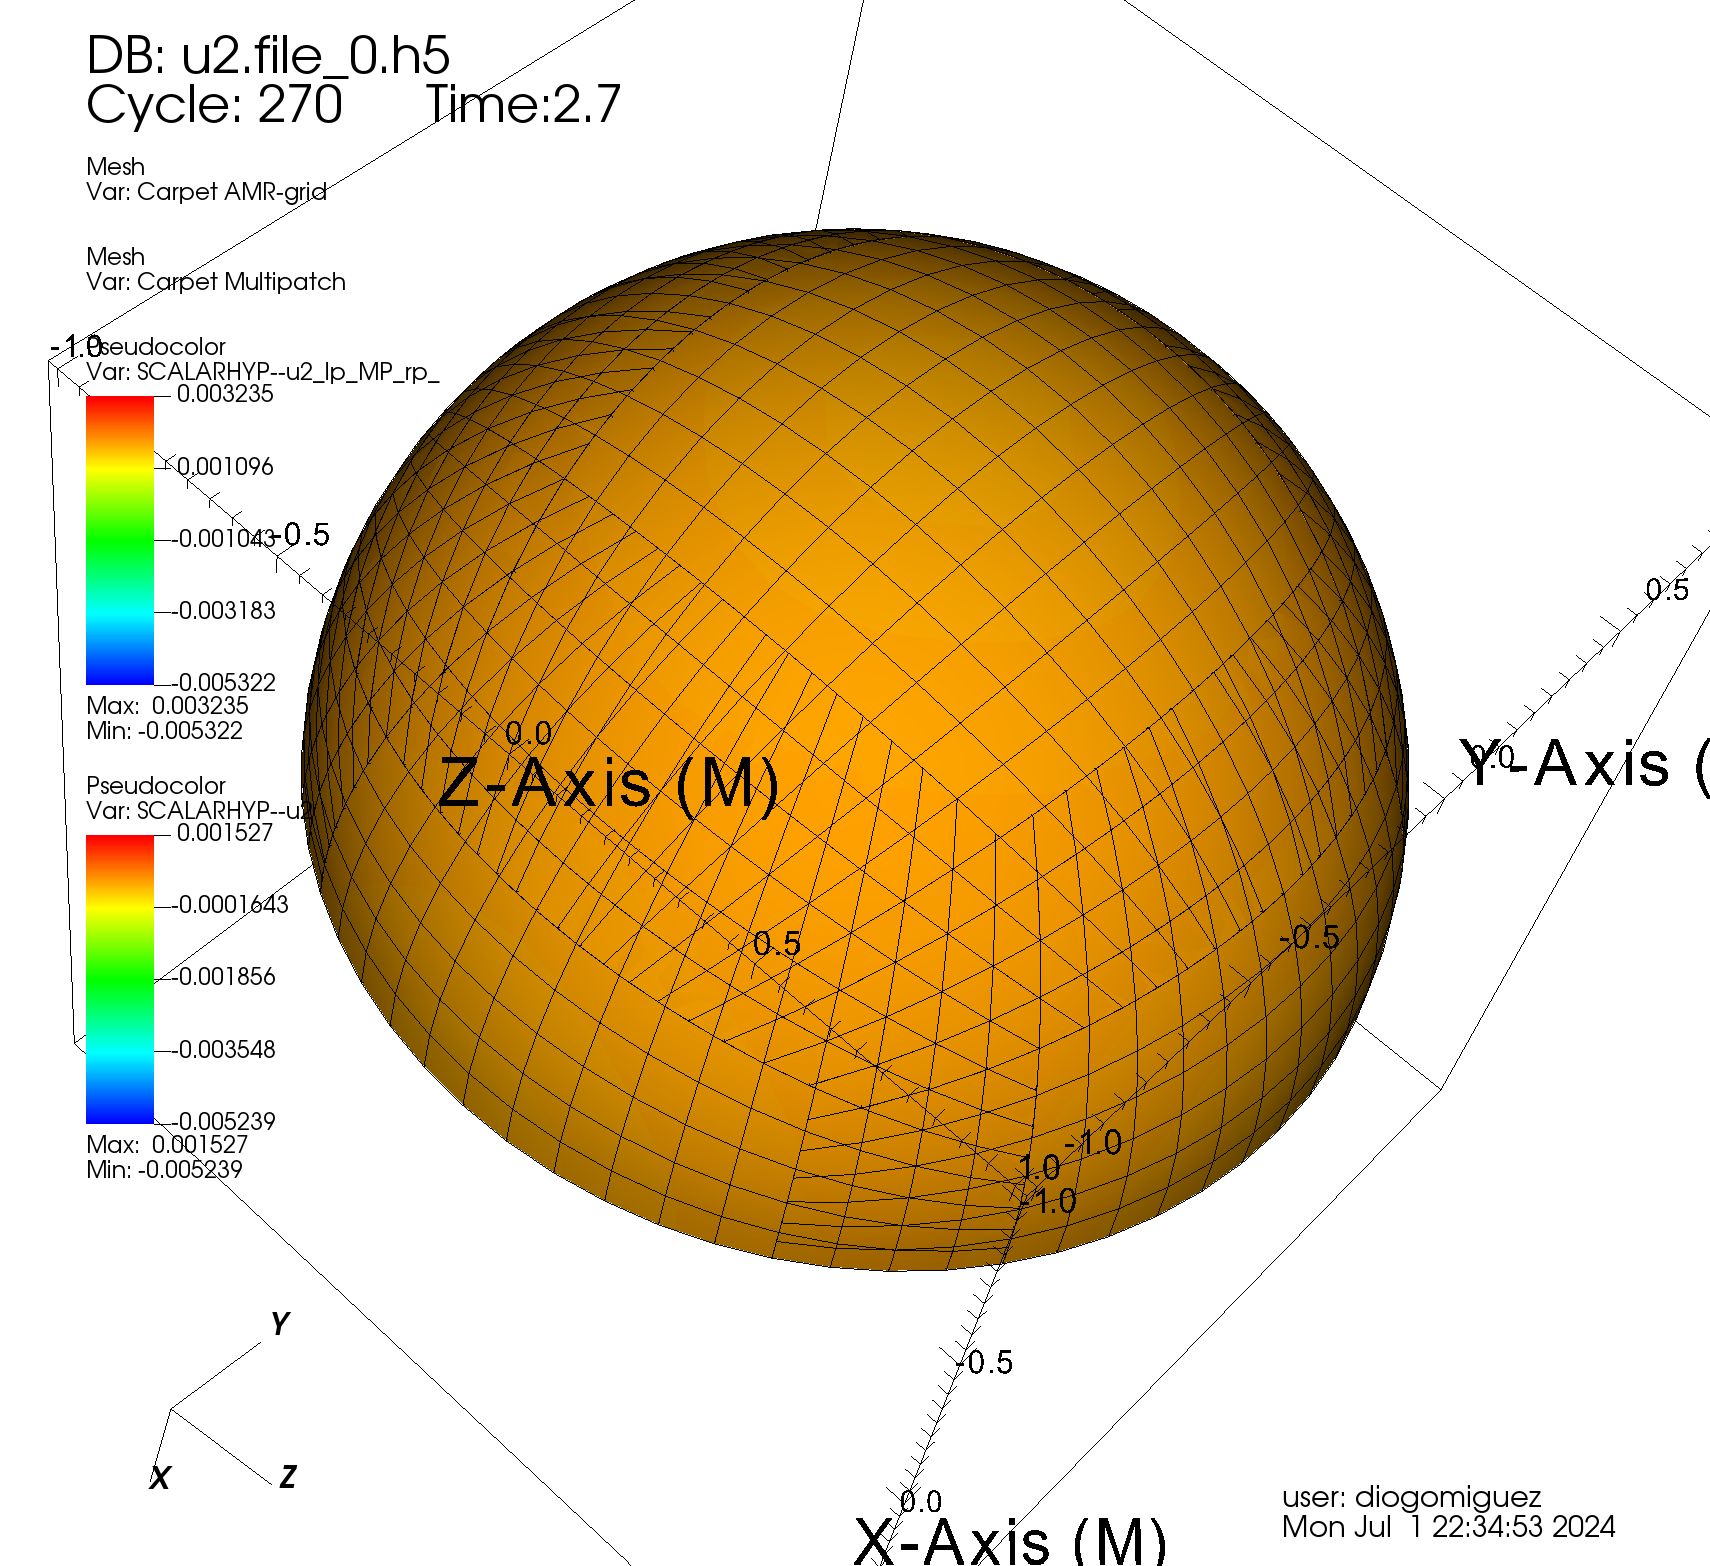 DB: u2.file_0.h5
Cycle: 270 Time:2.7
Mesh
Var: Carpet AMR-grid
Mesh
Var: Carpet Multipatch
-1.0
Pseudocolor
Var: SCALARHYP--u2_lp_MP_rp_
0.003235
0.001096
-0.001043
-0.003183
-0.005322
Max: 0.003235
Min: -0.005322
Pseudocolor
Var: SCALARHYP--u2
0.001527
-0.0001643
-0.001856
-0.003548
-0.005239
Max: 0.001527
Min: -0.005239
-0.5
0.0
Z-Axis (M)
0.5
1.0
0.5
0.0
Y-Axis (
-0.5
-1.0
-1.0
-0.5
0.0
X-Axis (M)
Y
X
Z
user: diogomiguez
Mon Jul 1 22:34:53 2024